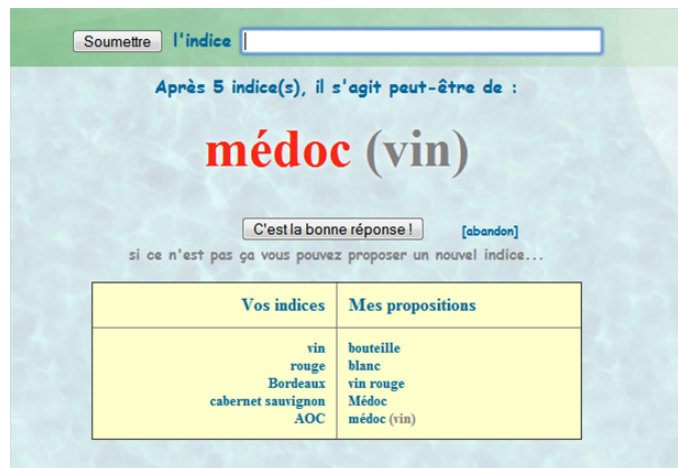 Soumettre l'indice
Après 5 indice(s), il s'agit peut-être de :
médoc (vin)
C'est la bonne réponse ! [abandon]
si ce n'est pas ça vous pouvez proposer un nouvel indice...
Vos indices Mes propositions
vin bouteille
rouge blanc
Bordeaux vin rouge
cabernet sauvignon Médoc
AOC médoc (vin)